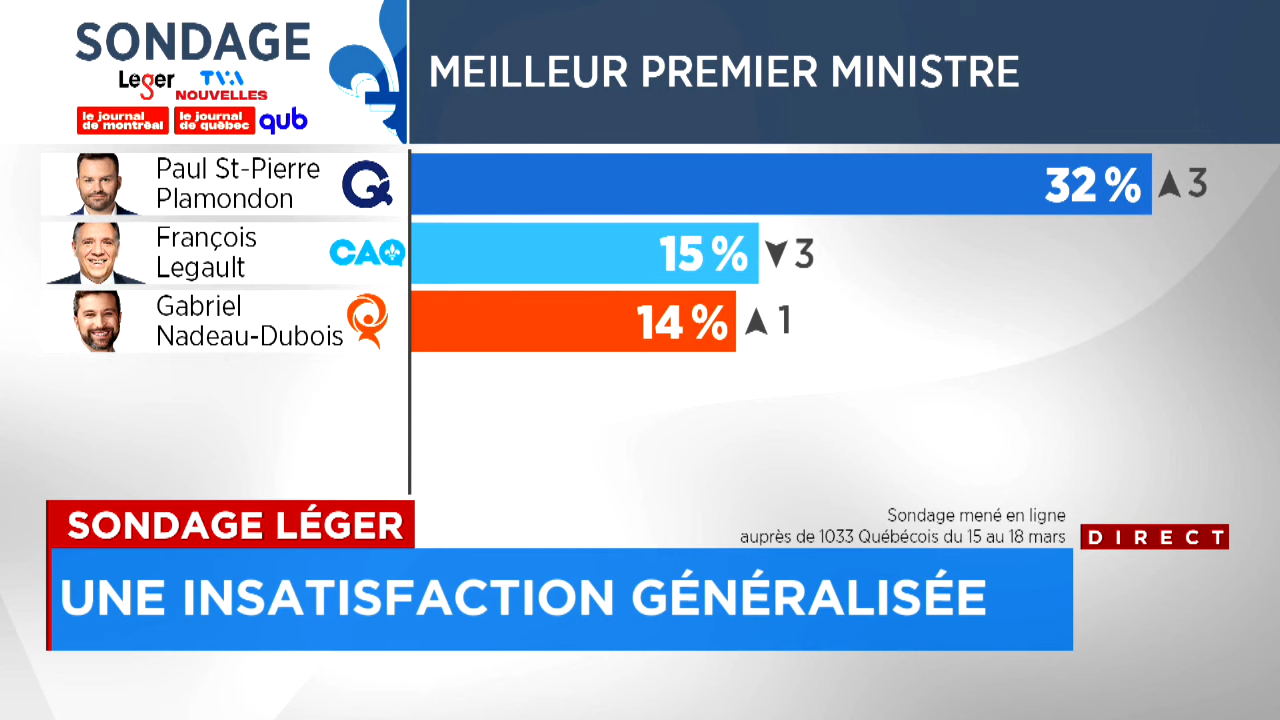 SONDAGE
Leger TVA NOUVELLES
le journal de montréal le journal de québec qub
MEILLEUR PREMIER MINISTRE
Paul St-Pierre
Plamondon
32 % ▲ 3
François
Legault
CAQ
15 % ▼ 3
Gabriel
Nadeau-Dubois
14 % ▲ 1
SONDAGE LÉGER
Sondage mené en ligne
auprès de 1033 Québécois du 15 au 18 mars
DIRECT
UNE INSATISFACTION GÉNÉRALISÉE